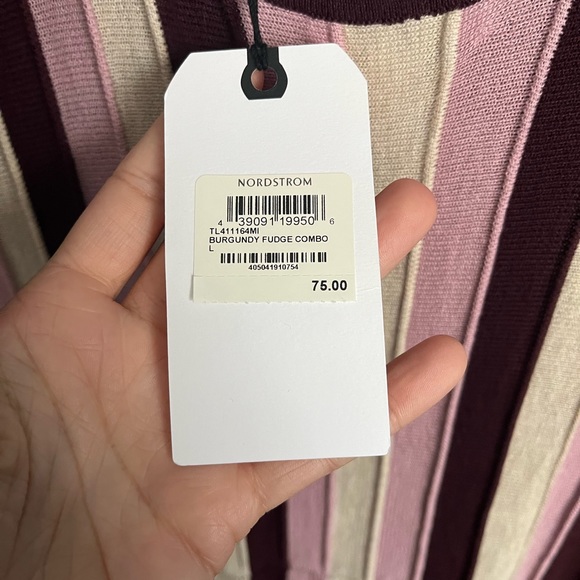 NORDSTROM
4 39091 19950 6
TL411164MI
BURGUNDY FUDGE COMBO
L
405041910754
75.00